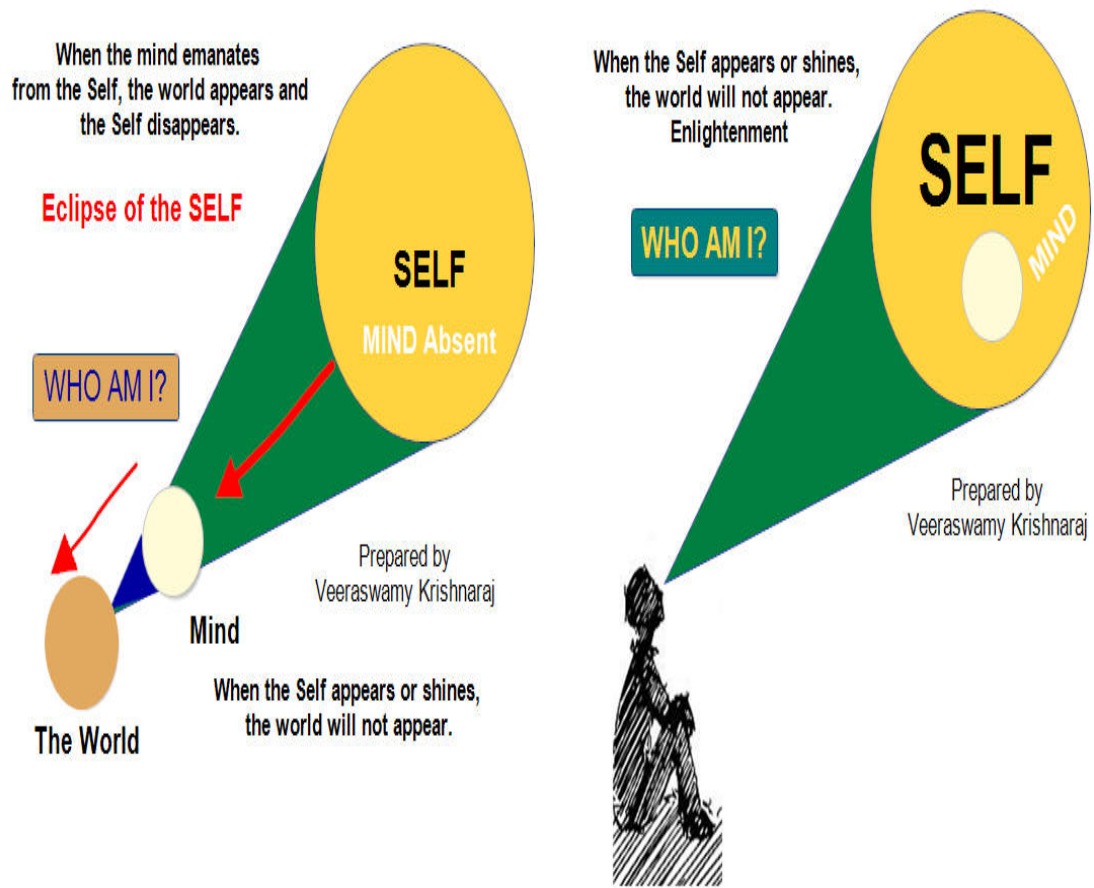 When the mind emanates
from the Self, the world appears and
the Self disappears.
Eclipse of the SELF
SELF
MIND Absent
WHO AM I?
Prepared by
Veeraswamy Krishnaraj
Mind
When the Self appears or shines,
the world will not appear.
The World
When the Self appears or shines,
the world will not appear.
Enlightenment
SELF
MIND
WHO AM I?
Prepared by
Veeraswamy Krishnaraj